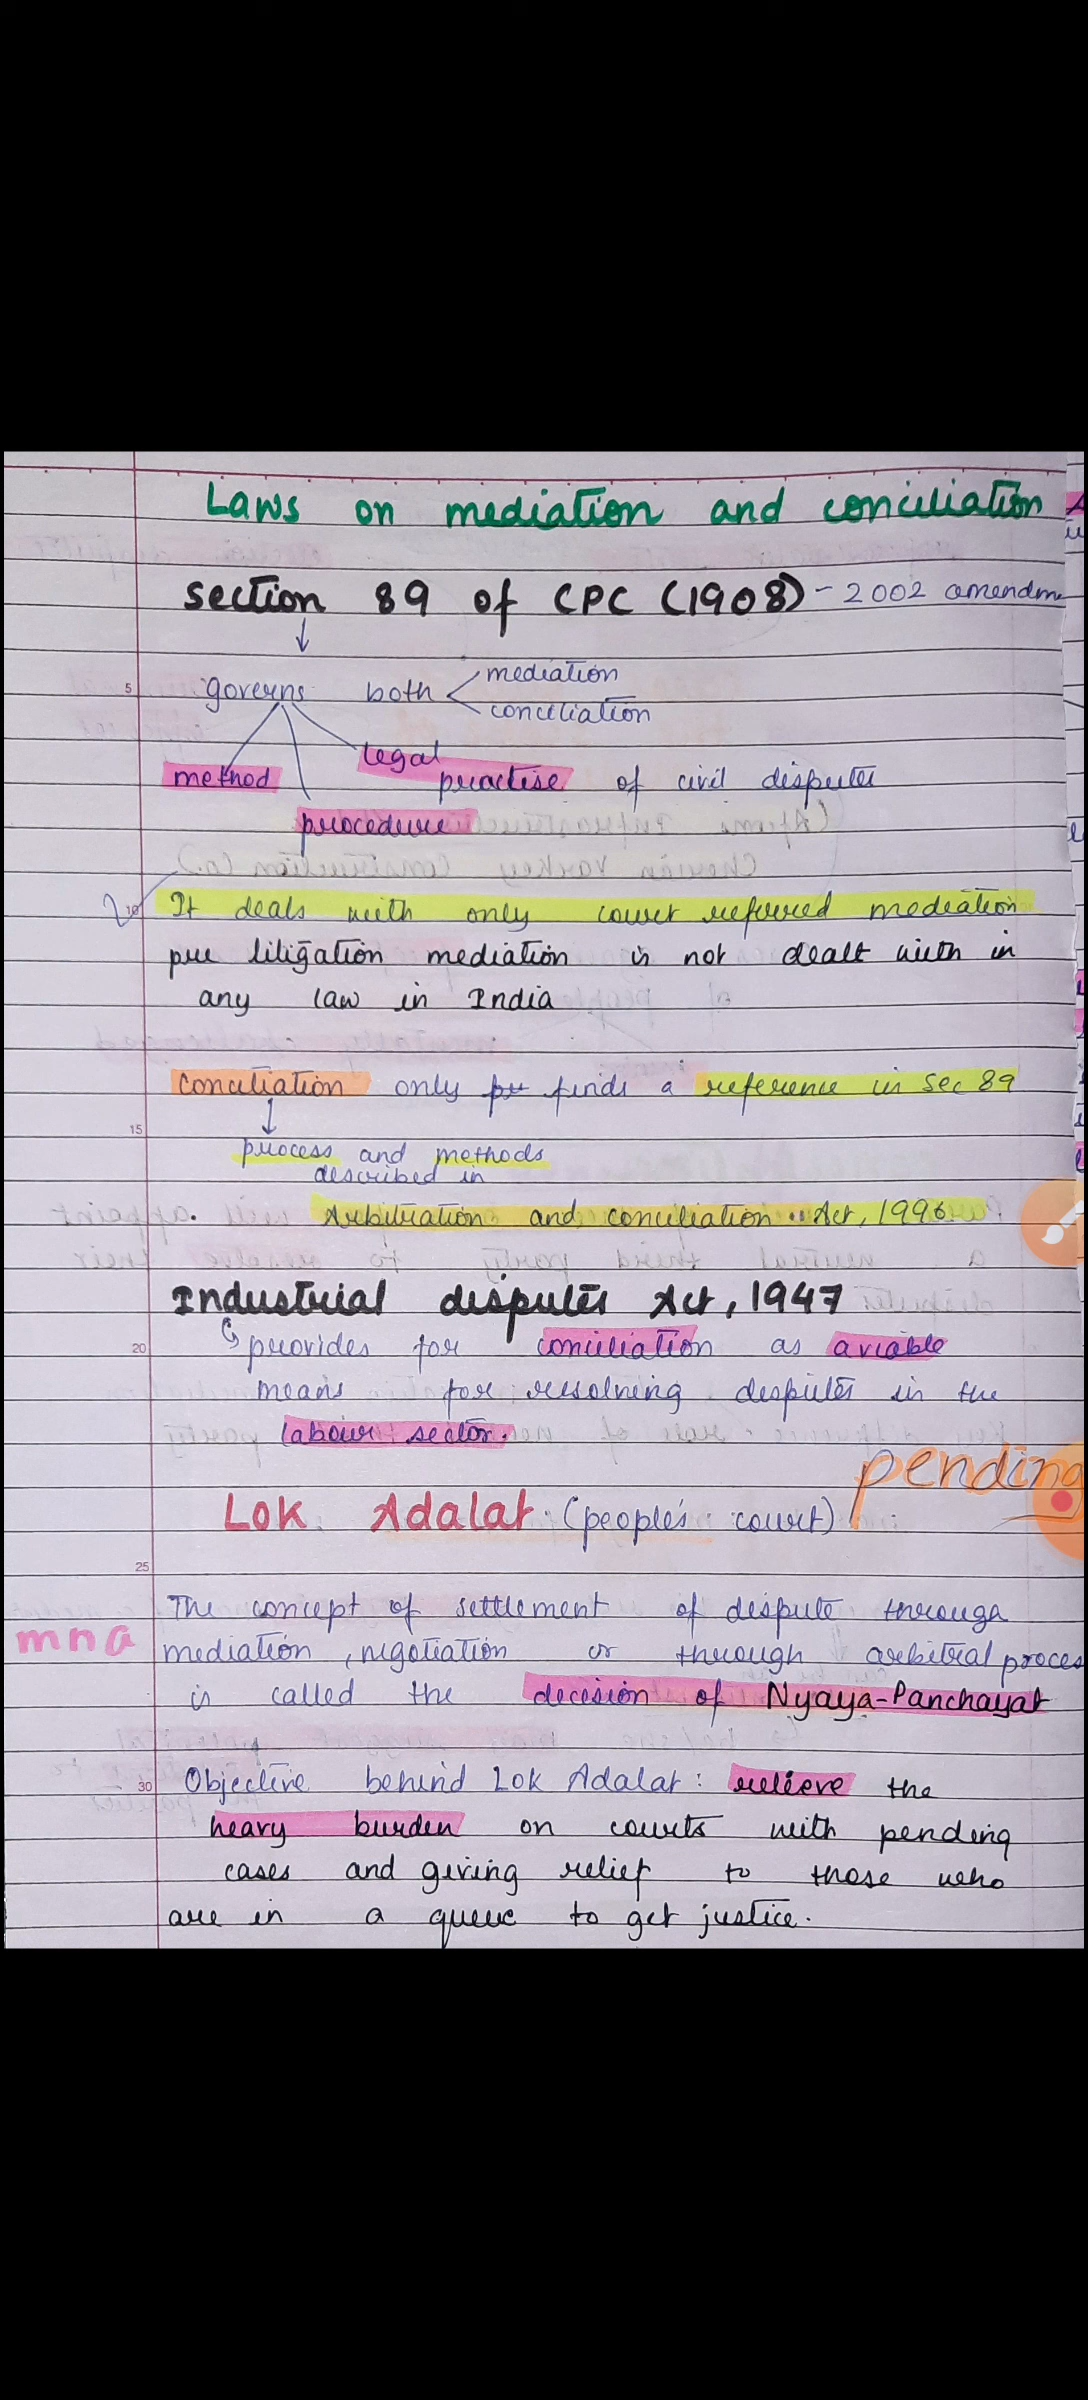 Laws on mediation and conciliation
section 89 of CPC (1908) - 2002 amendme
governs both mediation
conciliation
legal
method practise of civil disputes
procedure
It deals with only court referred mediation
pre litigation mediation is not dealt with in
any law in India
conciliation only finds a reference in sec 89
process and methods
described in
Arbitration and conciliation Act, 1996
Industrial disputes Act, 1947
provides for conciliation as a viable
means for resolving disputes in the
labour sector.
pending
Lok Adalat (people's court)
The concept of settlement of dispute through
mna mediation, negotiation or through arbitral proces
is called the decision of Nyaya-Panchayat
Objective behind Lok Adalat: relieve the
heavy burden on courts with pending
cases and giving relief to those who
are in a queue to get justice.